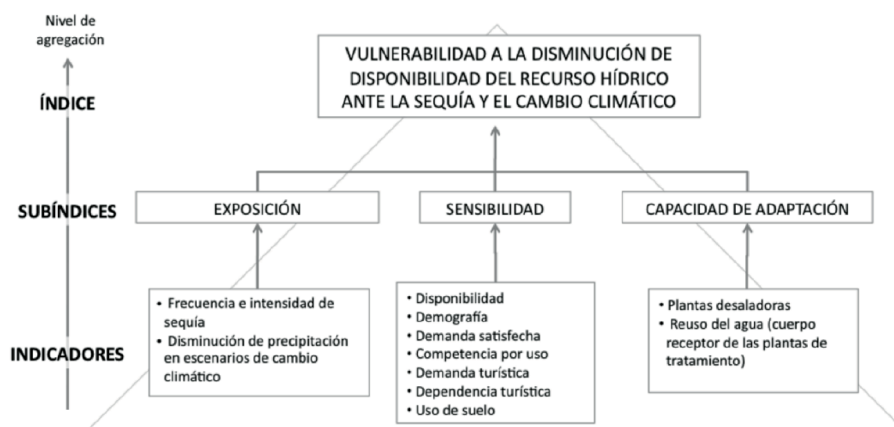 Nivel de
agregación
ÍNDICE
VULNERABILIDAD A LA DISMINUCIÓN DE
DISPONIBILIDAD DEL RECURSO HÍDRICO
ANTE LA SEQUÍA Y EL CAMBIO CLIMÁTICO
SUBÍNDICES
EXPOSICIÓN
SENSIBILIDAD
CAPACIDAD DE ADAPTACIÓN
INDICADORES
• Frecuencia e intensidad de
sequía
• Disminución de precipitación
en escenarios de cambio
climático
• Disponibilidad
• Demografía
• Demanda satisfecha
• Competencia por uso
• Demanda turística
• Dependencia turística
• Uso de suelo
• Plantas desaladoras
• Reuso del agua (cuerpo
receptor de las plantas de
tratamiento)